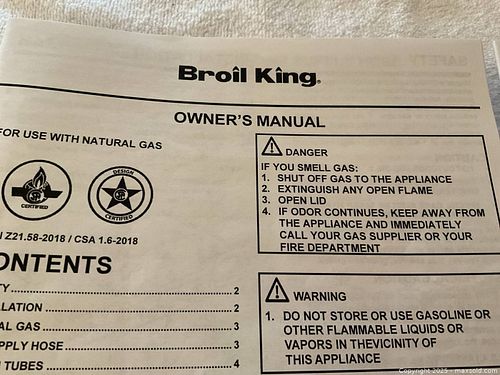 Broil King
OWNER'S MANUAL
FOR USE WITH NATURAL GAS
CERTIFIED
DESIGN
CERTIFIED
Z21.58-2018 / CSA 1.6-2018
DANGER
IF YOU SMELL GAS:
1. SHUT OFF GAS TO THE APPLIANCE
2. EXTINGUISH ANY OPEN FLAME
3. OPEN LID
4. IF ODOR CONTINUES, KEEP AWAY FROM
THE APPLIANCE AND IMMEDIATELY
CALL YOUR GAS SUPPLIER OR YOUR
FIRE DEPARTMENT
ONTENTS
TY 2
LLATION 2
AL GAS 3
PPLY HOSE 3
TUBES 4
WARNING
1. DO NOT STORE OR USE GASOLINE OR
OTHER FLAMMABLE LIQUIDS OR
VAPORS IN THEVICINITY OF
THIS APPLIANCE
Copyright 2025 - maxsold.com